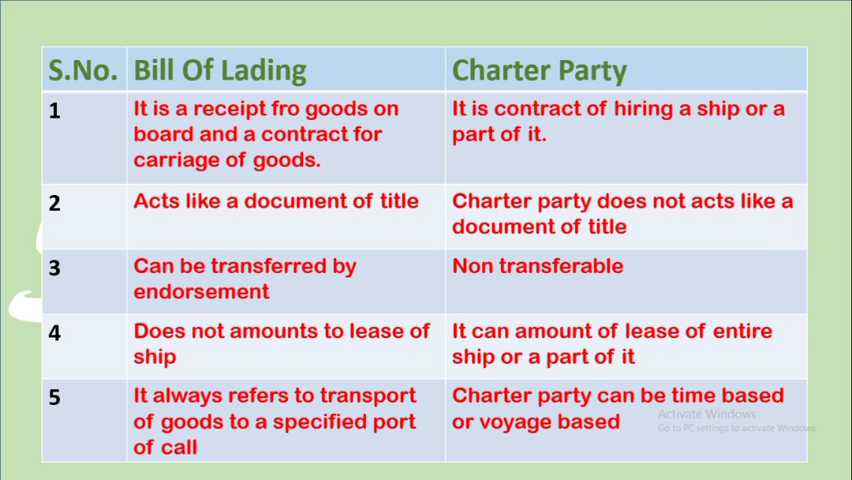 S.No. Bill Of Lading Charter Party
1 It is a receipt fro goods on It is contract of hiring a ship or a
board and a contract for part of it.
carriage of goods.
2 Acts like a document of title Charter party does not acts like a
document of title
3 Can be transferred by Non transferable
endorsement
4 Does not amounts to lease of It can amount of lease of entire
ship ship or a part of it
5 It always refers to transport Charter party can be time based
of goods to a specified port or voyage based
of call
Activate Windows
Go to PC settings to activate Windows.